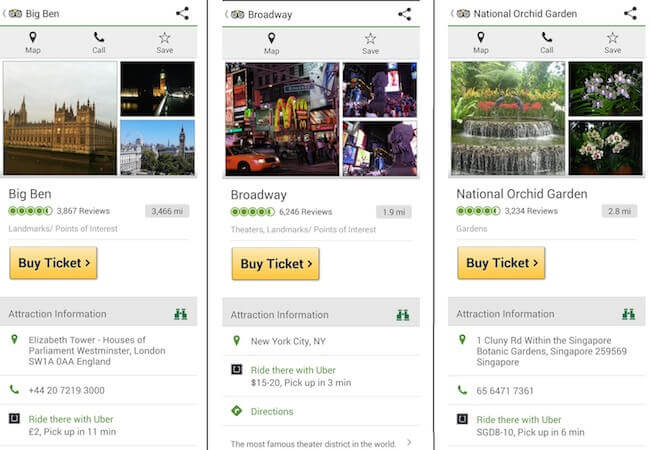 Big Ben
Map Call Save
Big Ben
3,867 Reviews 3,466 mi
Landmarks/ Points of Interest
Buy Ticket >
Attraction Information
Elizabeth Tower - Houses of
Parliament Westminster, London
SW1A 0AA England
+44 20 7219 3000
Ride there with Uber
£2, Pick up in 11 min
Broadway
Map Save
Broadway
6,246 Reviews 1.9 mi
Theaters, Landmarks/ Points of Interest
Buy Ticket >
Attraction Information
New York City, NY
Ride there with Uber
$15-20, Pick up in 3 min
Directions
The most famous theater district in the world.
National Orchid Garden
Map Call Save
National Orchid Garden
3,234 Reviews 2.8 mi
Gardens
Buy Ticket >
Attraction Information
1 Cluny Rd Within the Singapore
Botanic Gardens, Singapore 259569
Singapore
65 6471 7361
Ride there with Uber
SGD8-10, Pick up in 6 min